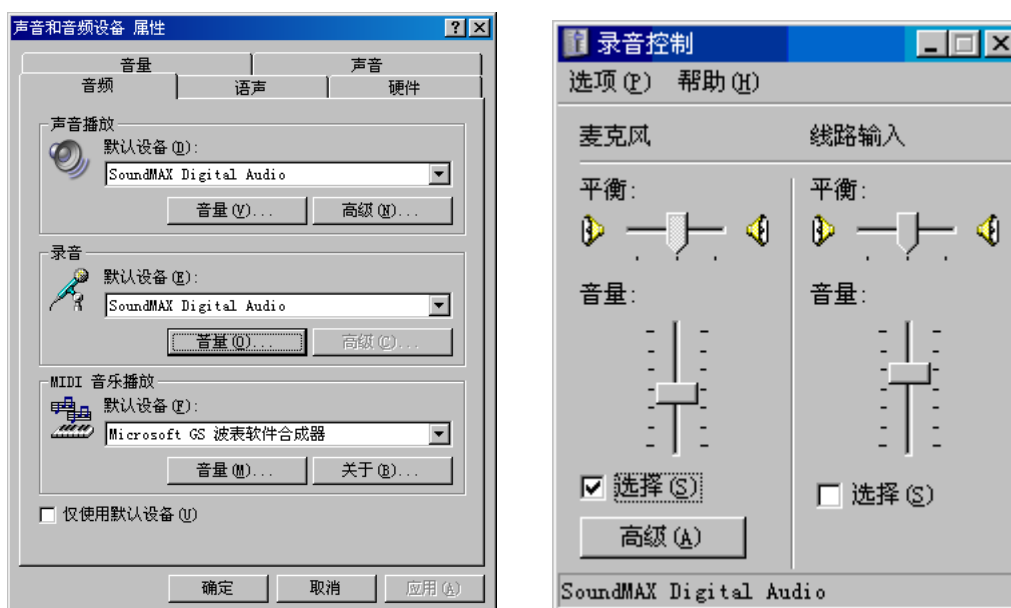 声音和音频设备 属性
音量 声音
音频 语声 硬件
声音播放
默认设备(D):
SoundMAX Digital Audio
音量(V)... 高级(N)...
录音
默认设备(E):
SoundMAX Digital Audio
音量(O)... 高级(C)...
MIDI 音乐播放
默认设备(F):
Microsoft GS 波表软件合成器
音量(M)... 关于(B)...
仅使用默认设备(U)
确定 取消 应用(A)
录音控制
选项(P) 帮助(H)
麦克风 线路输入
平衡: 平衡:
音量: 音量:
选择(S) 选择(S)
高级(A)
SoundMAX Digital Audio